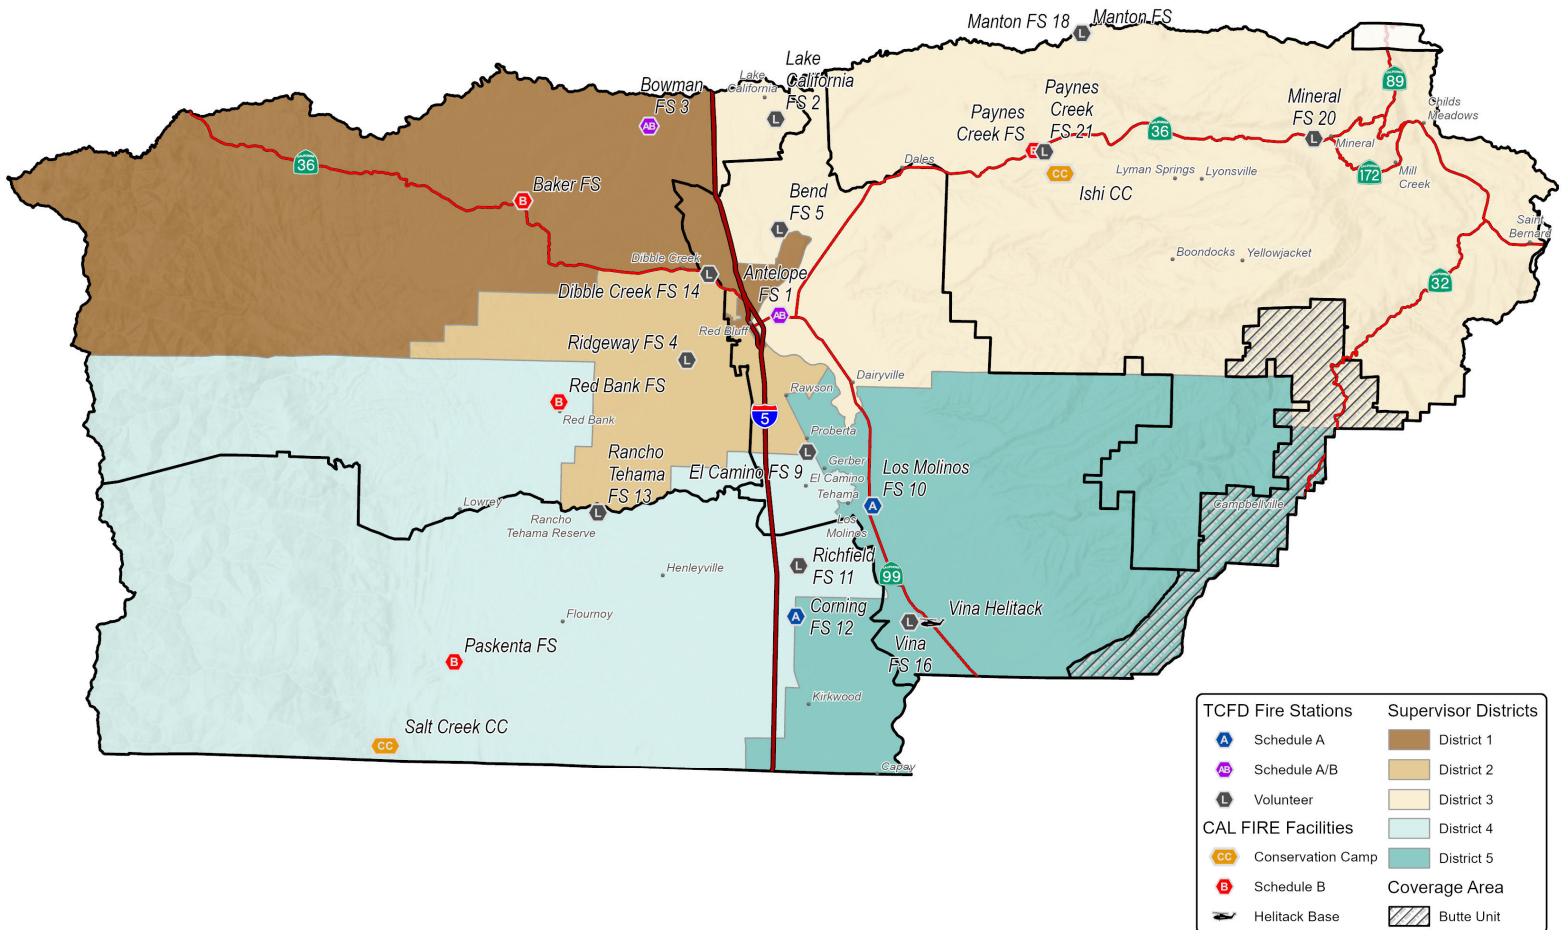 Manton FS 18
Manton FS
L
Lake
California
FS 2
Lake
California
L
Bowman
FS 3
AB
89
Childs
Meadows
Mineral
FS 20
L
Mineral
Paynes
Creek
FS 21
Paynes
Creek FS
L
36
36
172
Mill
Creek
Dales
CC
Ishi CC
Lyman Springs
Lyonsville
Baker FS
B
Bend
FS 5
L
Saint
Bernard
Boondocks
Yellowjacket
32
Dibble Creek
L
Dibble Creek FS 14
Antelope
FS 1
AB
Red Bluff
Ridgeway FS 4
L
Red Bank FS
B
Red Bank
Dairyville
Rawson
5
Proberta
L
Gerber
El Camino FS 9
El Camino
Tehama
Los
Molinos
Los Molinos
FS 10
A
Rancho
Tehama
FS 13
L
Rancho
Tehama Reserve
Lowrey
Campbellville
Henleyville
Richfield
FS 11
L
99
Corning
FS 12
A
Flournoy
Vina Helitack
L
Vina
FS 16
Paskenta FS
B
Kirkwood
Salt Creek CC
CC
Capay
TCFD Fire Stations
A
Schedule A
AB
Schedule A/B
L
Volunteer
CAL FIRE Facilities
CC
Conservation Camp
B
Schedule B
Helitack Base
Supervisor Districts
District 1
District 2
District 3
District 4
District 5
Coverage Area
Butte Unit